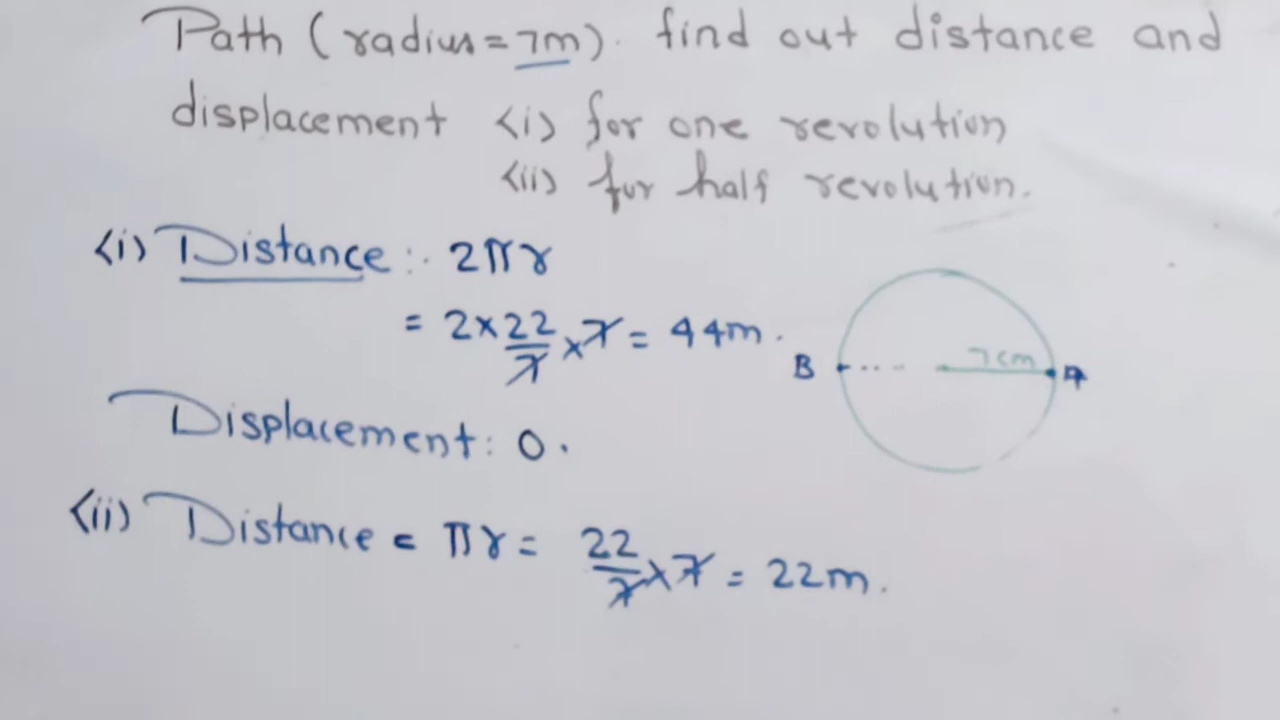 Path (radius = 7m). find out distance and
displacement <i> for one revolution
<ii> for half revolution.
<i> Distance : 2πr
= 2 × 22/7 × 7 = 44m.
7cm
B A
Displacement : 0.
<ii> Distance = πr = 22/7 × 7 = 22m.